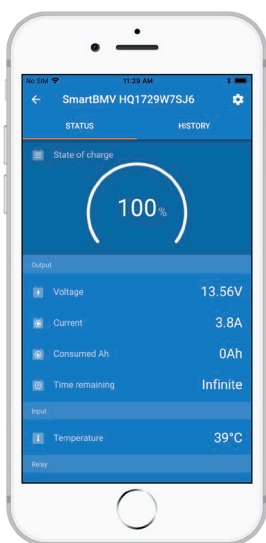 No SIM 11:29 AM
SmartBMV HQ1729W7SJ6
STATUS HISTORY
State of charge
100%
Output
Voltage 13.56V
Current 3.8A
Consumed Ah 0Ah
Time remaining Infinite
Input
Temperature 39°C
Relay